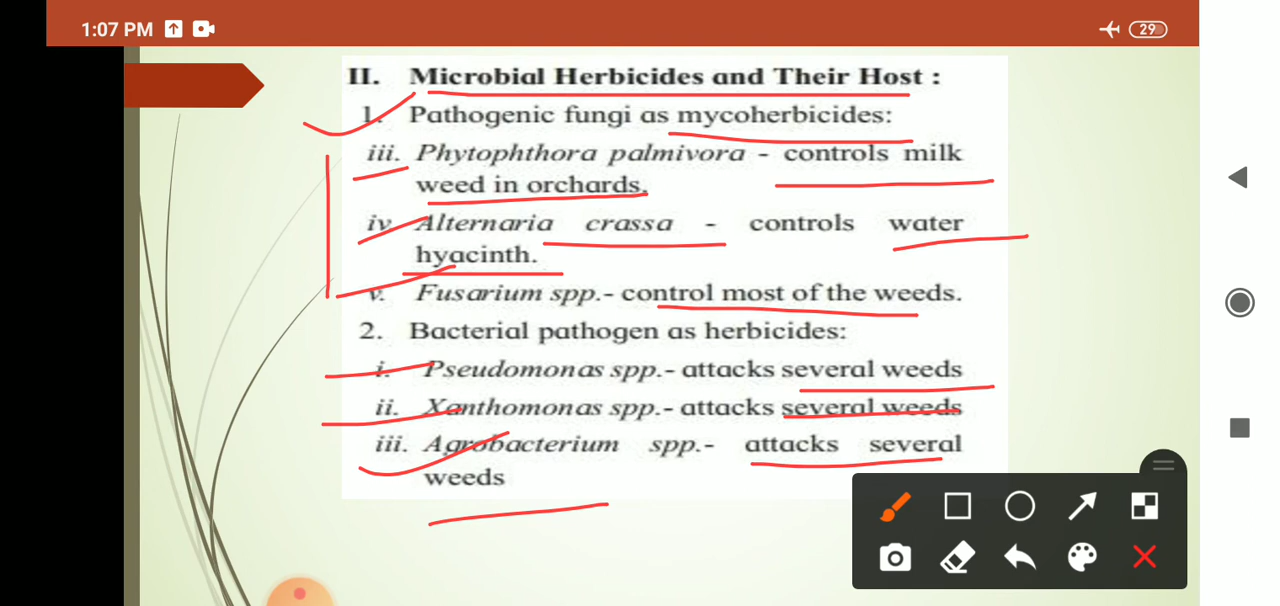 1:07 PM
29
II. Microbial Herbicides and Their Host :
1. Pathogenic fungi as mycoherbicides:
iii. Phytophthora palmivora - controls milk
weed in orchards.
iv. Alternaria crassa - controls water
hyacinth.
v. Fusarium spp.- control most of the weeds.
2. Bacterial pathogen as herbicides:
i. Pseudomonas spp.- attacks several weeds
ii. Xanthomonas spp.- attacks several weeds
iii. Agrobacterium spp.- attacks several
weeds